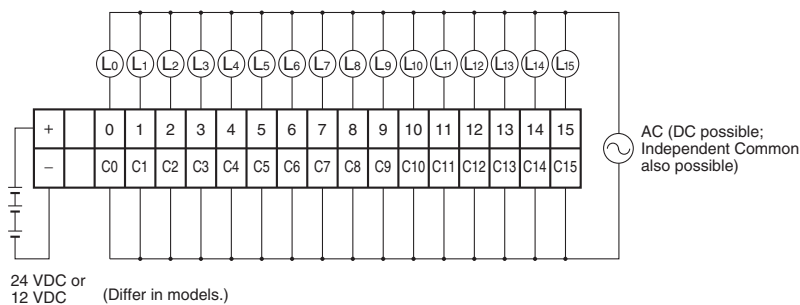 L0 L1 L2 L3 L4 L5 L6 L7 L8 L9 L10 L11 L12 L13 L14 L15
+ 0 1 2 3 4 5 6 7 8 9 10 11 12 13 14 15
− C0 C1 C2 C3 C4 C5 C6 C7 C8 C9 C10 C11 C12 C13 C14 C15
AC (DC possible;
Independent Common
also possible)
24 VDC or
12 VDC (Differ in models.)